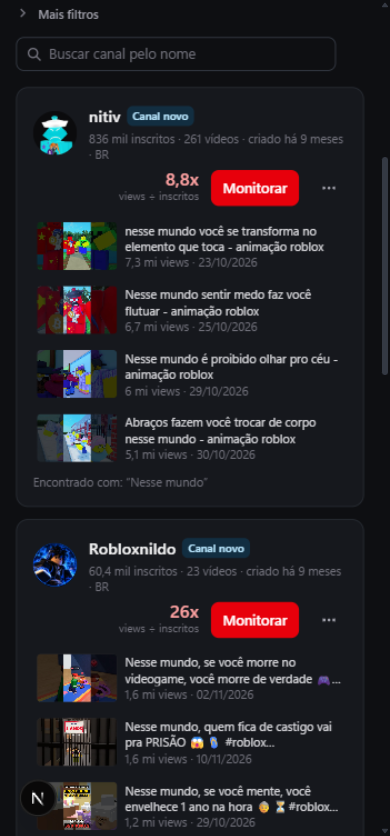 Mais filtros
Buscar canal pelo nome
nitiv Canal novo
836 mil inscritos · 261 vídeos · criado há 9 meses
· BR
8,8x
views ÷ inscritos
Monitorar
nesse mundo você se transforma no
elemento que toca - animação roblox
7,3 mi views · 23/10/2026
Nesse mundo sentir medo faz você
flutuar - animação roblox
6,7 mi views · 25/10/2026
Nesse mundo é proibido olhar pro céu -
animação roblox
6 mi views · 29/10/2026
Abraços fazem você trocar de corpo
nesse mundo - animação roblox
5,1 mi views · 30/10/2026
Encontrado com: "Nesse mundo"
Robloxnildo Canal novo
60,4 mil inscritos · 23 vídeos · criado há 9 meses
· BR
26x
views ÷ inscritos
Monitorar
Nesse mundo, se você morre no
videogame, você morre de verdade 🎮...
1,6 mi views · 02/11/2026
Nesse mundo, quem fica de castigo vai
pra PRISÃO 😱 #roblox...
1,6 mi views · 10/11/2026
N
Nesse mundo, se você mente, você
envelhece 1 ano na hora ⏳ #roblox...
1,2 mi views · 29/10/2026